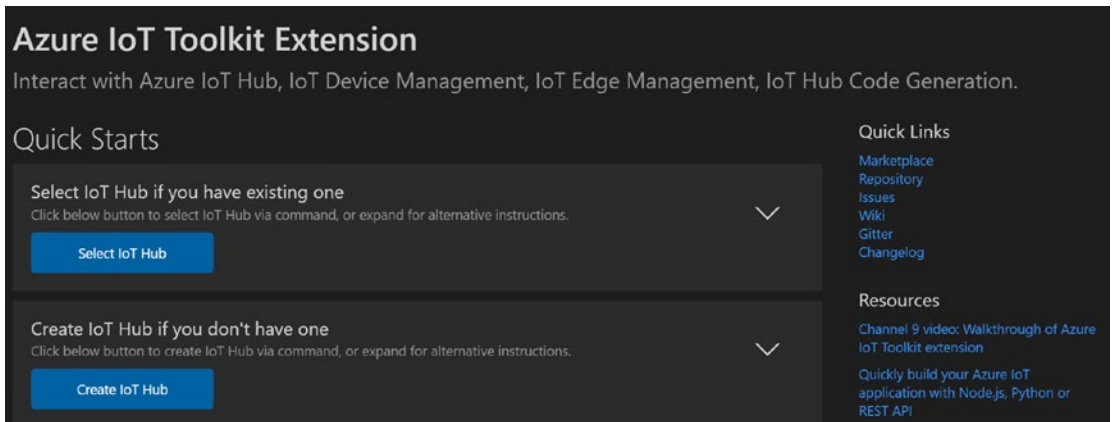 Azure IoT Toolkit Extension
Interact with Azure IoT Hub, IoT Device Management, IoT Edge Management, IoT Hub Code Generation.
Quick Starts
Select IoT Hub if you have existing one
Click below button to select IoT Hub via command, or expand for alternative instructions.
Select IoT Hub
Create IoT Hub if you don't have one
Click below button to create IoT Hub via command, or expand for alternative instructions.
Create IoT Hub
Quick Links
Marketplace
Repository
Issues
Wiki
Gitter
Changelog
Resources
Channel 9 video: Walkthrough of Azure
IoT Toolkit extension
Quickly build your Azure IoT
application with Node.js, Python or
REST API